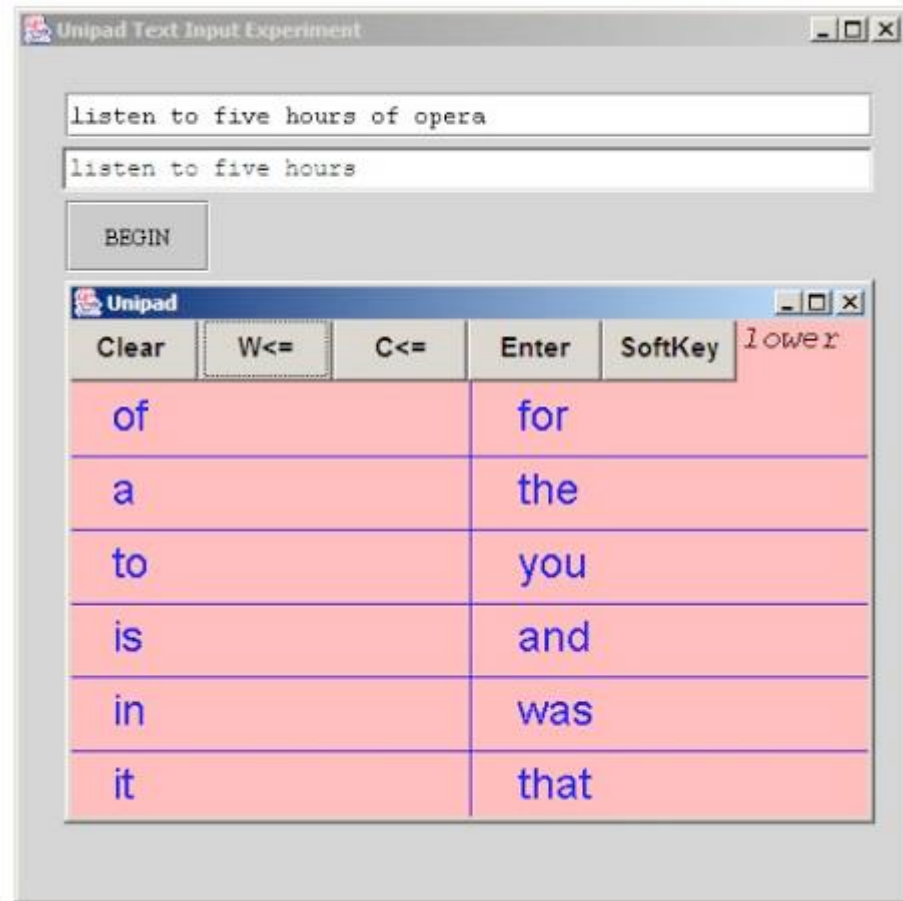 Unipad Text Input Experiment
listen to five hours of opera
listen to five hours
BEGIN
Unipad
Clear W<= C<= Enter SoftKey lower
of for
a the
to you
is and
in was
it that